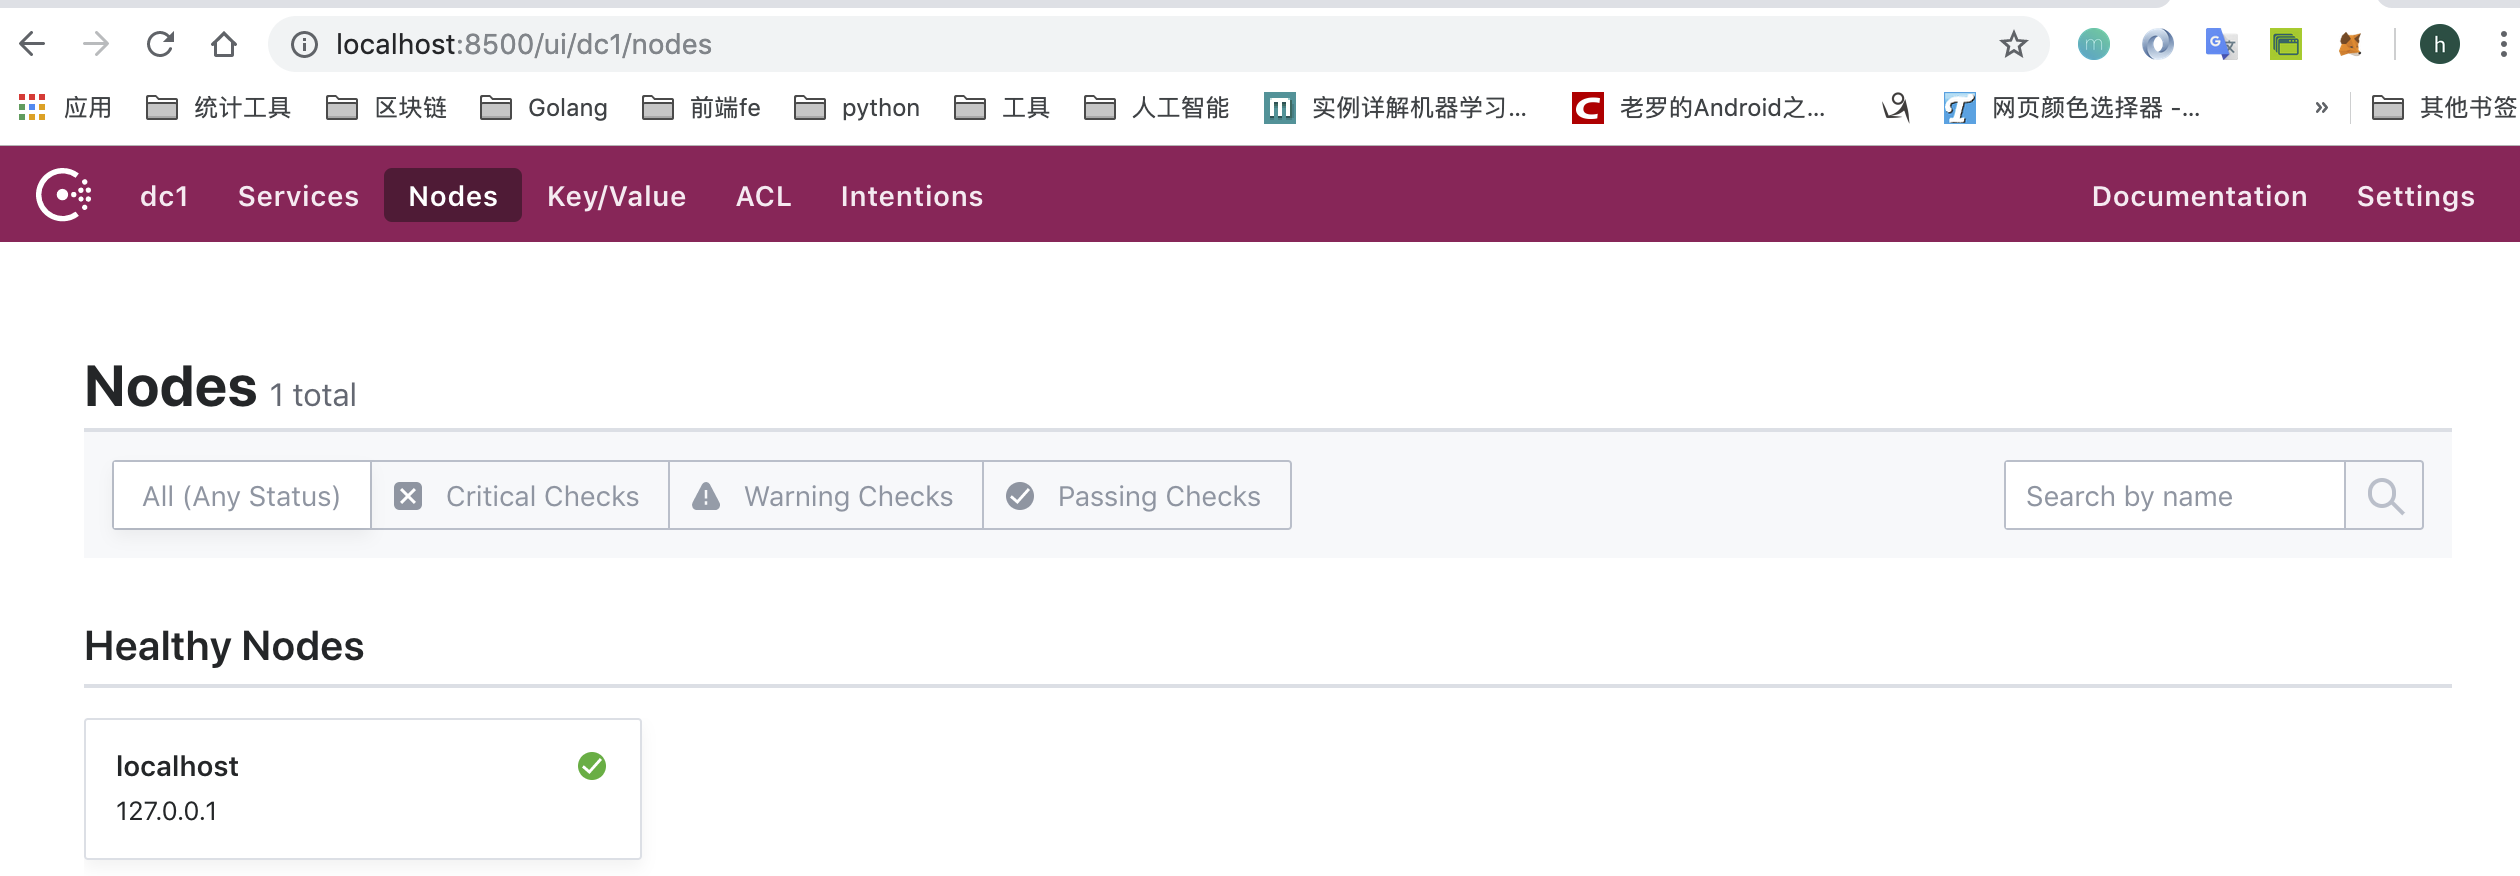 localhost:8500/ui/dc1/nodes h
应用 统计工具 区块链 Golang 前端fe python 工具 人工智能 m 实例详解机器学习... C 老罗的Android之... T 网页颜色选择器 -... » 其他书签
dc1 Services Nodes Key/Value ACL Intentions Documentation Settings
Nodes 1 total
All (Any Status) Critical Checks Warning Checks Passing Checks Search by name
Healthy Nodes
localhost
127.0.0.1